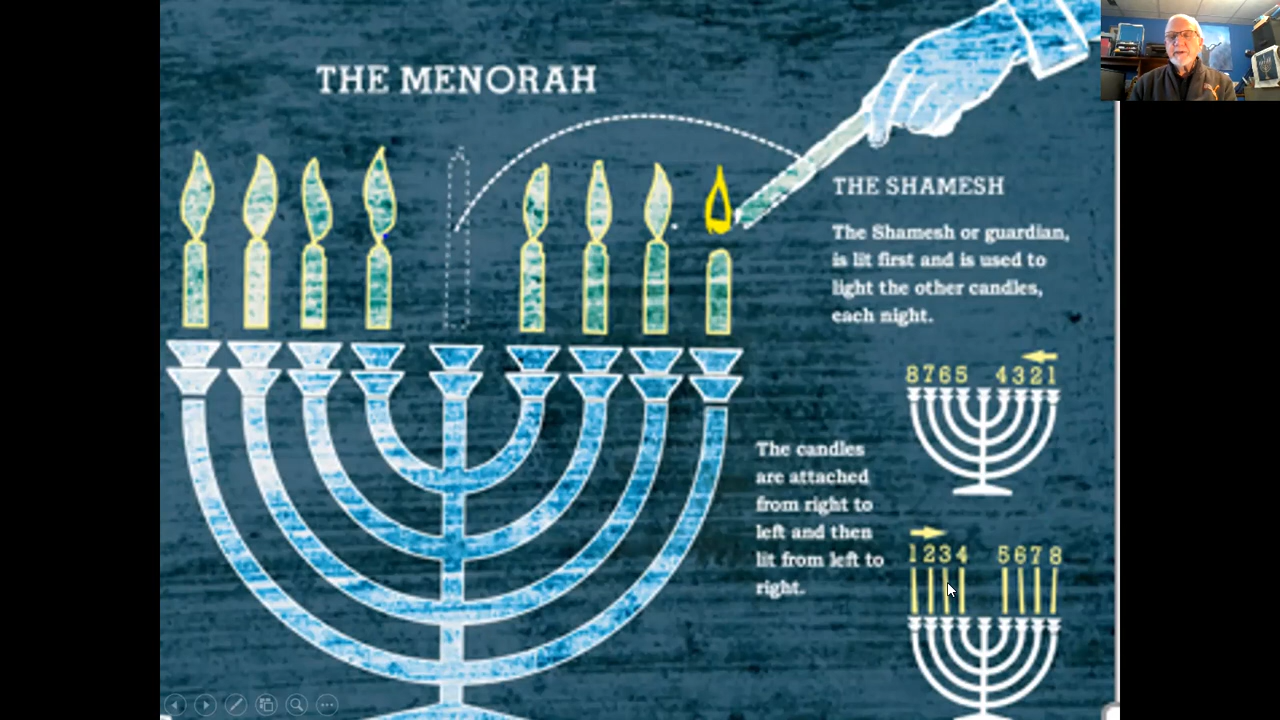 THE MENORAH
THE SHAMESH
The Shamesh or guardian,
is lit first and is used to
light the other candles,
each night.
8765 4321
The candles
are attached
from right to
left and then
lit from left to
right.
1234 5678